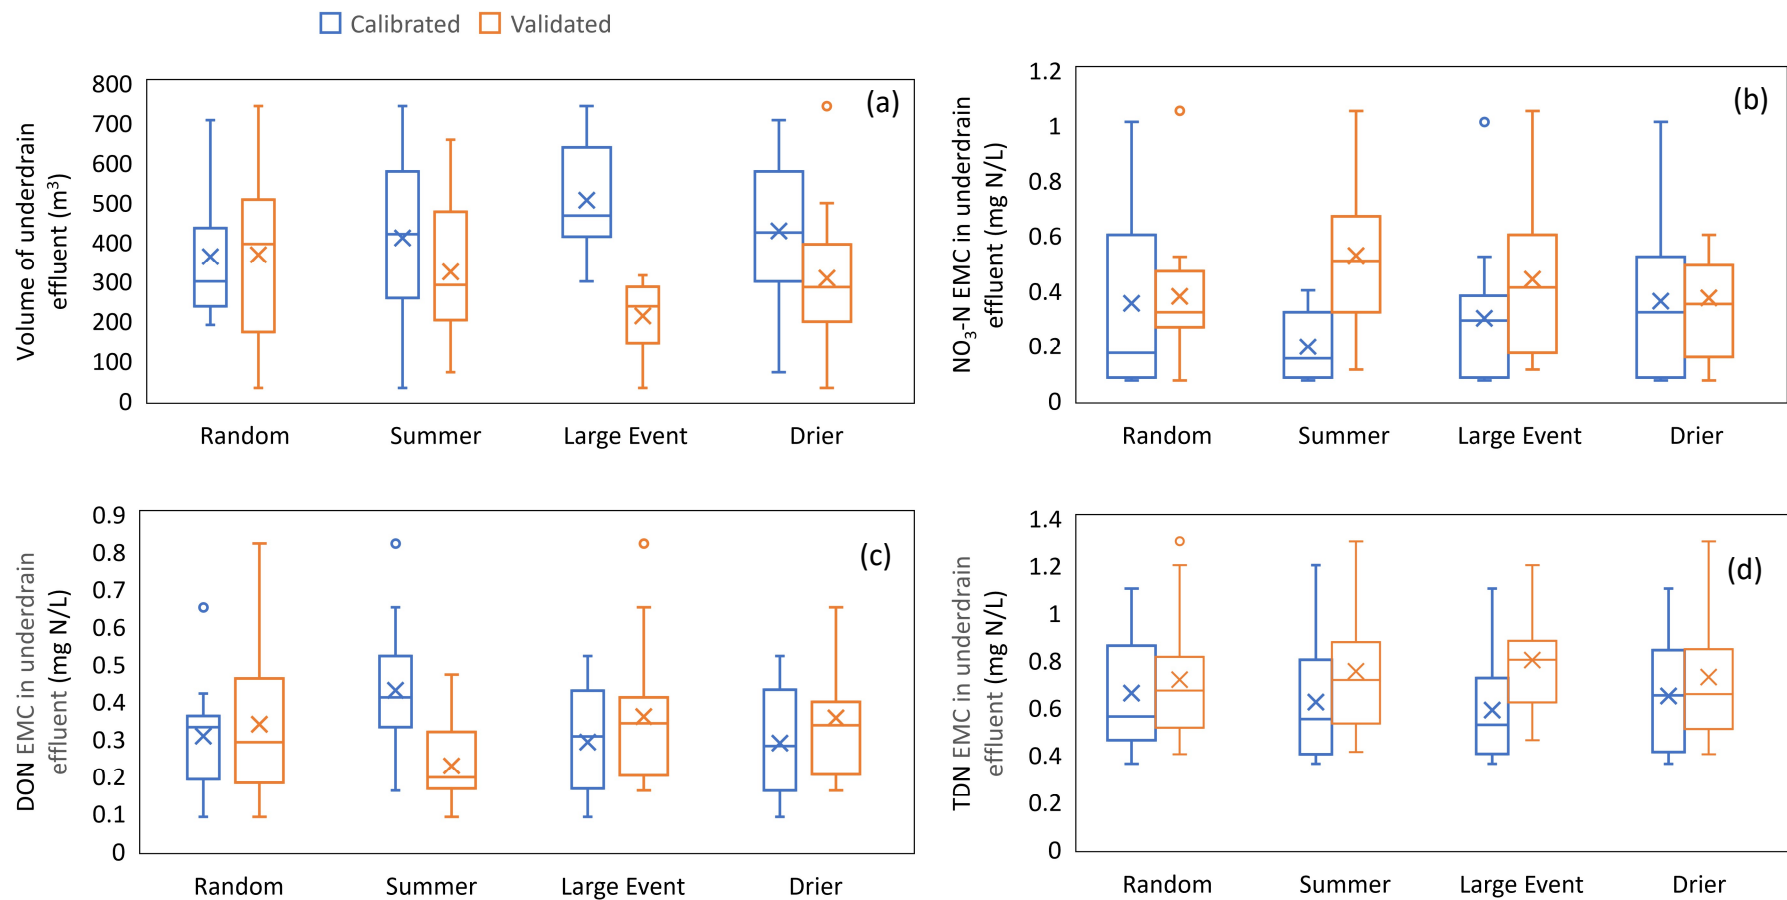 Calibrated Validated
Volume of underdrain
effluent (m³)
800
700
600
500
400
300
200
100
0
(a)
Random Summer Large Event Drier
NO₃-N EMC in underdrain
effluent (mg N/L)
1.2
1
0.8
0.6
0.4
0.2
0
(b)
Random Summer Large Event Drier
DON EMC in underdrain
effluent (mg N/L)
0.9
0.8
0.7
0.6
0.5
0.4
0.3
0.2
0.1
0
(c)
Random Summer Large Event Drier
TDN EMC in underdrain
effluent (mg N/L)
1.4
1.2
1
0.8
0.6
0.4
0.2
0
(d)
Random Summer Large Event Drier